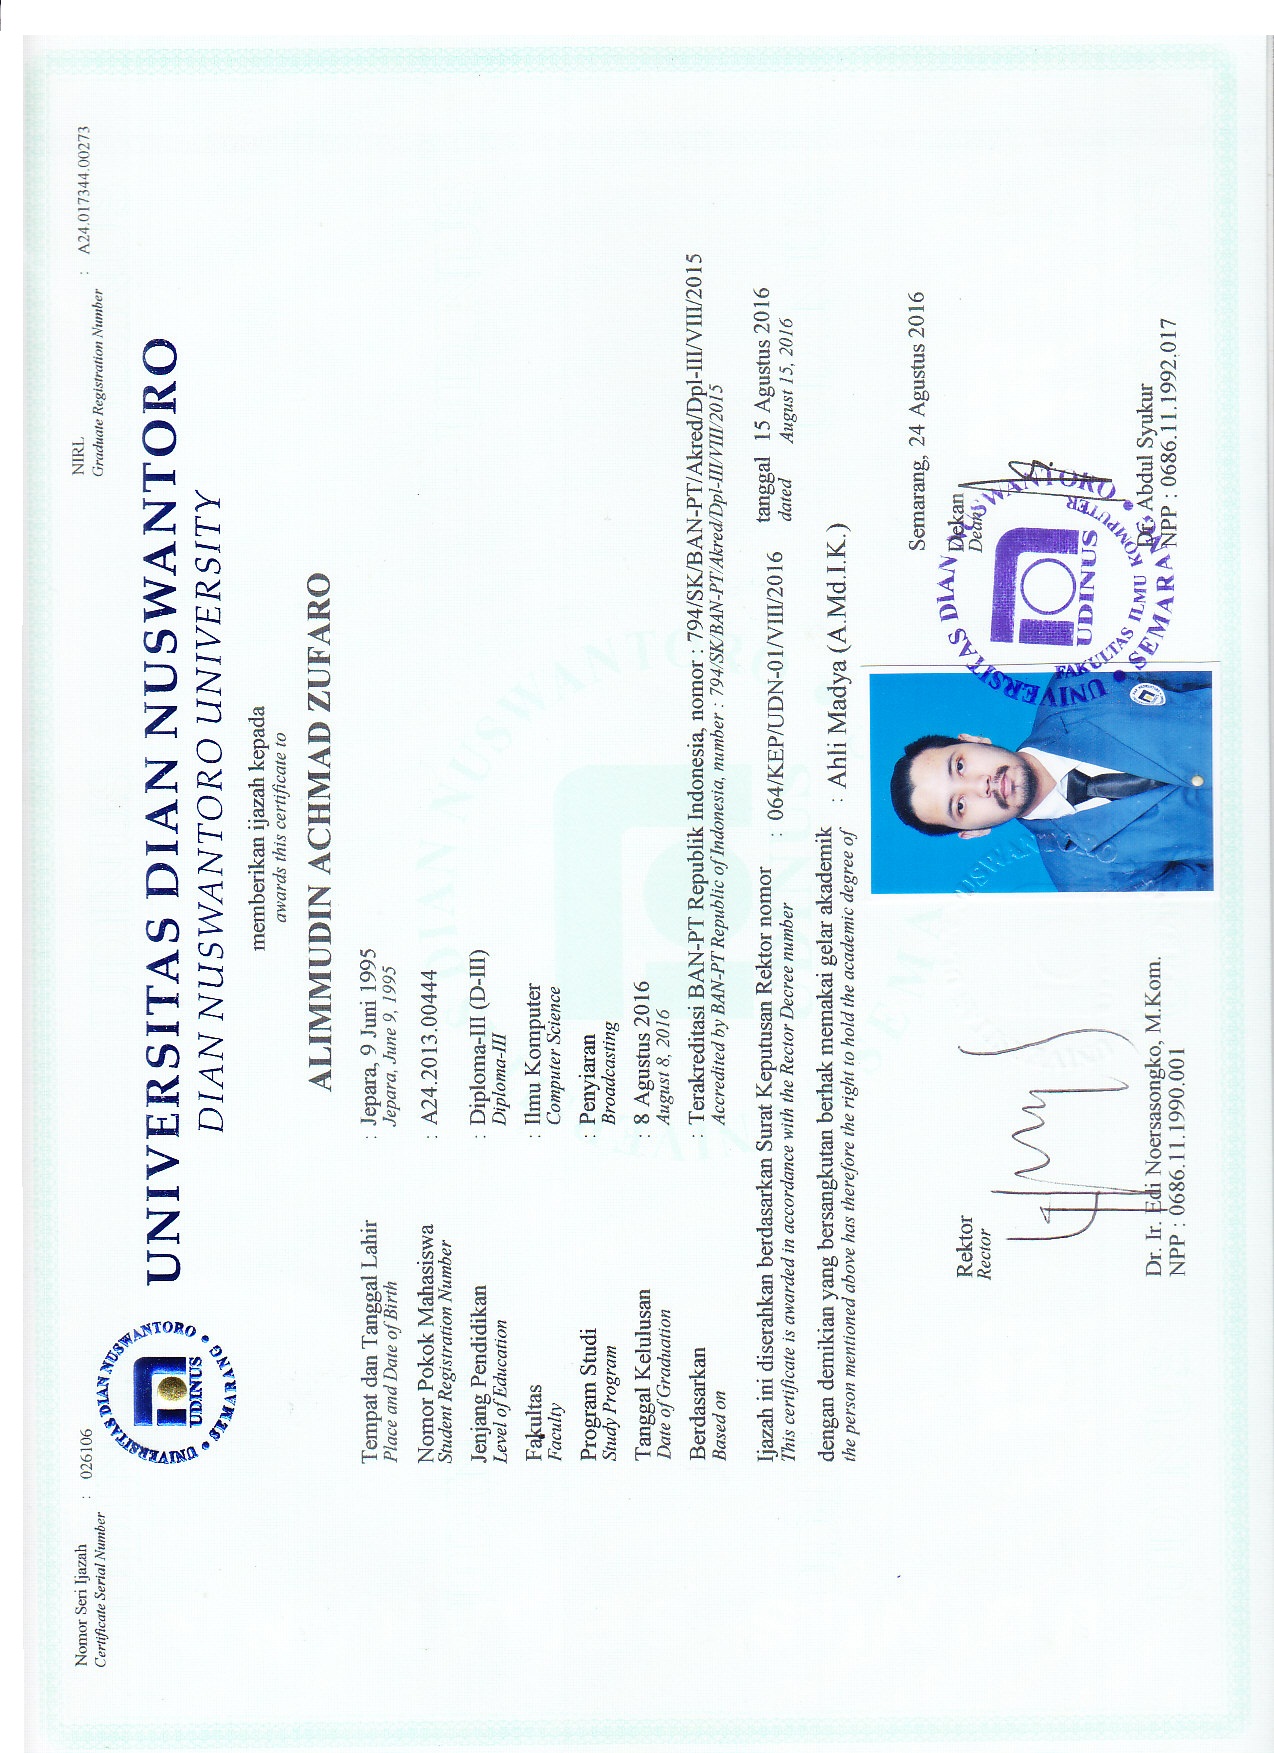 Nomor Seri Ijazah : 026106
Certificate Serial Number
NIRL : A24.017344.00273
Graduate Registration Number
UNIVERSITAS DIAN NUSWANTORO • SEMARANG •
UDINUS
UNIVERSITAS DIAN NUSWANTORO
DIAN NUSWANTORO UNIVERSITY
memberikan ijazah kepada
awards this certificate to
ALIMMUDIN ACHMAD ZUFARO
Tempat dan Tanggal Lahir : Jepara, 9 Juni 1995
Place and Date of Birth Jepara, June 9, 1995
Nomor Pokok Mahasiswa : A24.2013.00444
Student Registration Number
Jenjang Pendidikan : Diploma-III (D-III)
Level of Education Diploma-III
Fakultas : Ilmu Komputer
Faculty Computer Science
Program Studi : Penyiaran
Study Program Broadcasting
Tanggal Kelulusan : 8 Agustus 2016
Date of Graduation August 8, 2016
Berdasarkan : Terakreditasi BAN-PT Republik Indonesia, nomor : 794/SK/BAN-PT/Akred/Dpl-III/VIII/2015
Based on Accredited by BAN-PT Republic of Indonesia, number : 794/SK/BAN-PT/Akred/Dpl-III/VIII/2015
Ijazah ini diserahkan berdasarkan Surat Keputusan Rektor nomor : 064/KEP/UDN-01/VIII/2016 tanggal 15 Agustus 2016
This certificate is awarded in accordance with the Rector Decree number dated August 15, 2016
dengan demikian yang bersangkutan berhak memakai gelar akademik : Ahli Madya (A.Md.I.K.)
the person mentioned above has therefore the right to hold the academic degree of
Semarang, 24 Agustus 2016
Rektor
Rector
Dekan
Dean
UNIVERSITAS DIAN NUSWANTORO • SEMARANG •
UDINUS
FAKULTAS ILMU KOMPUTER
Dr. Ir. Edi Noersasongko, M.Kom.
NPP : 0686.11.1990.001
Dr. Abdul Syukur
NPP : 0686.11.1992.017